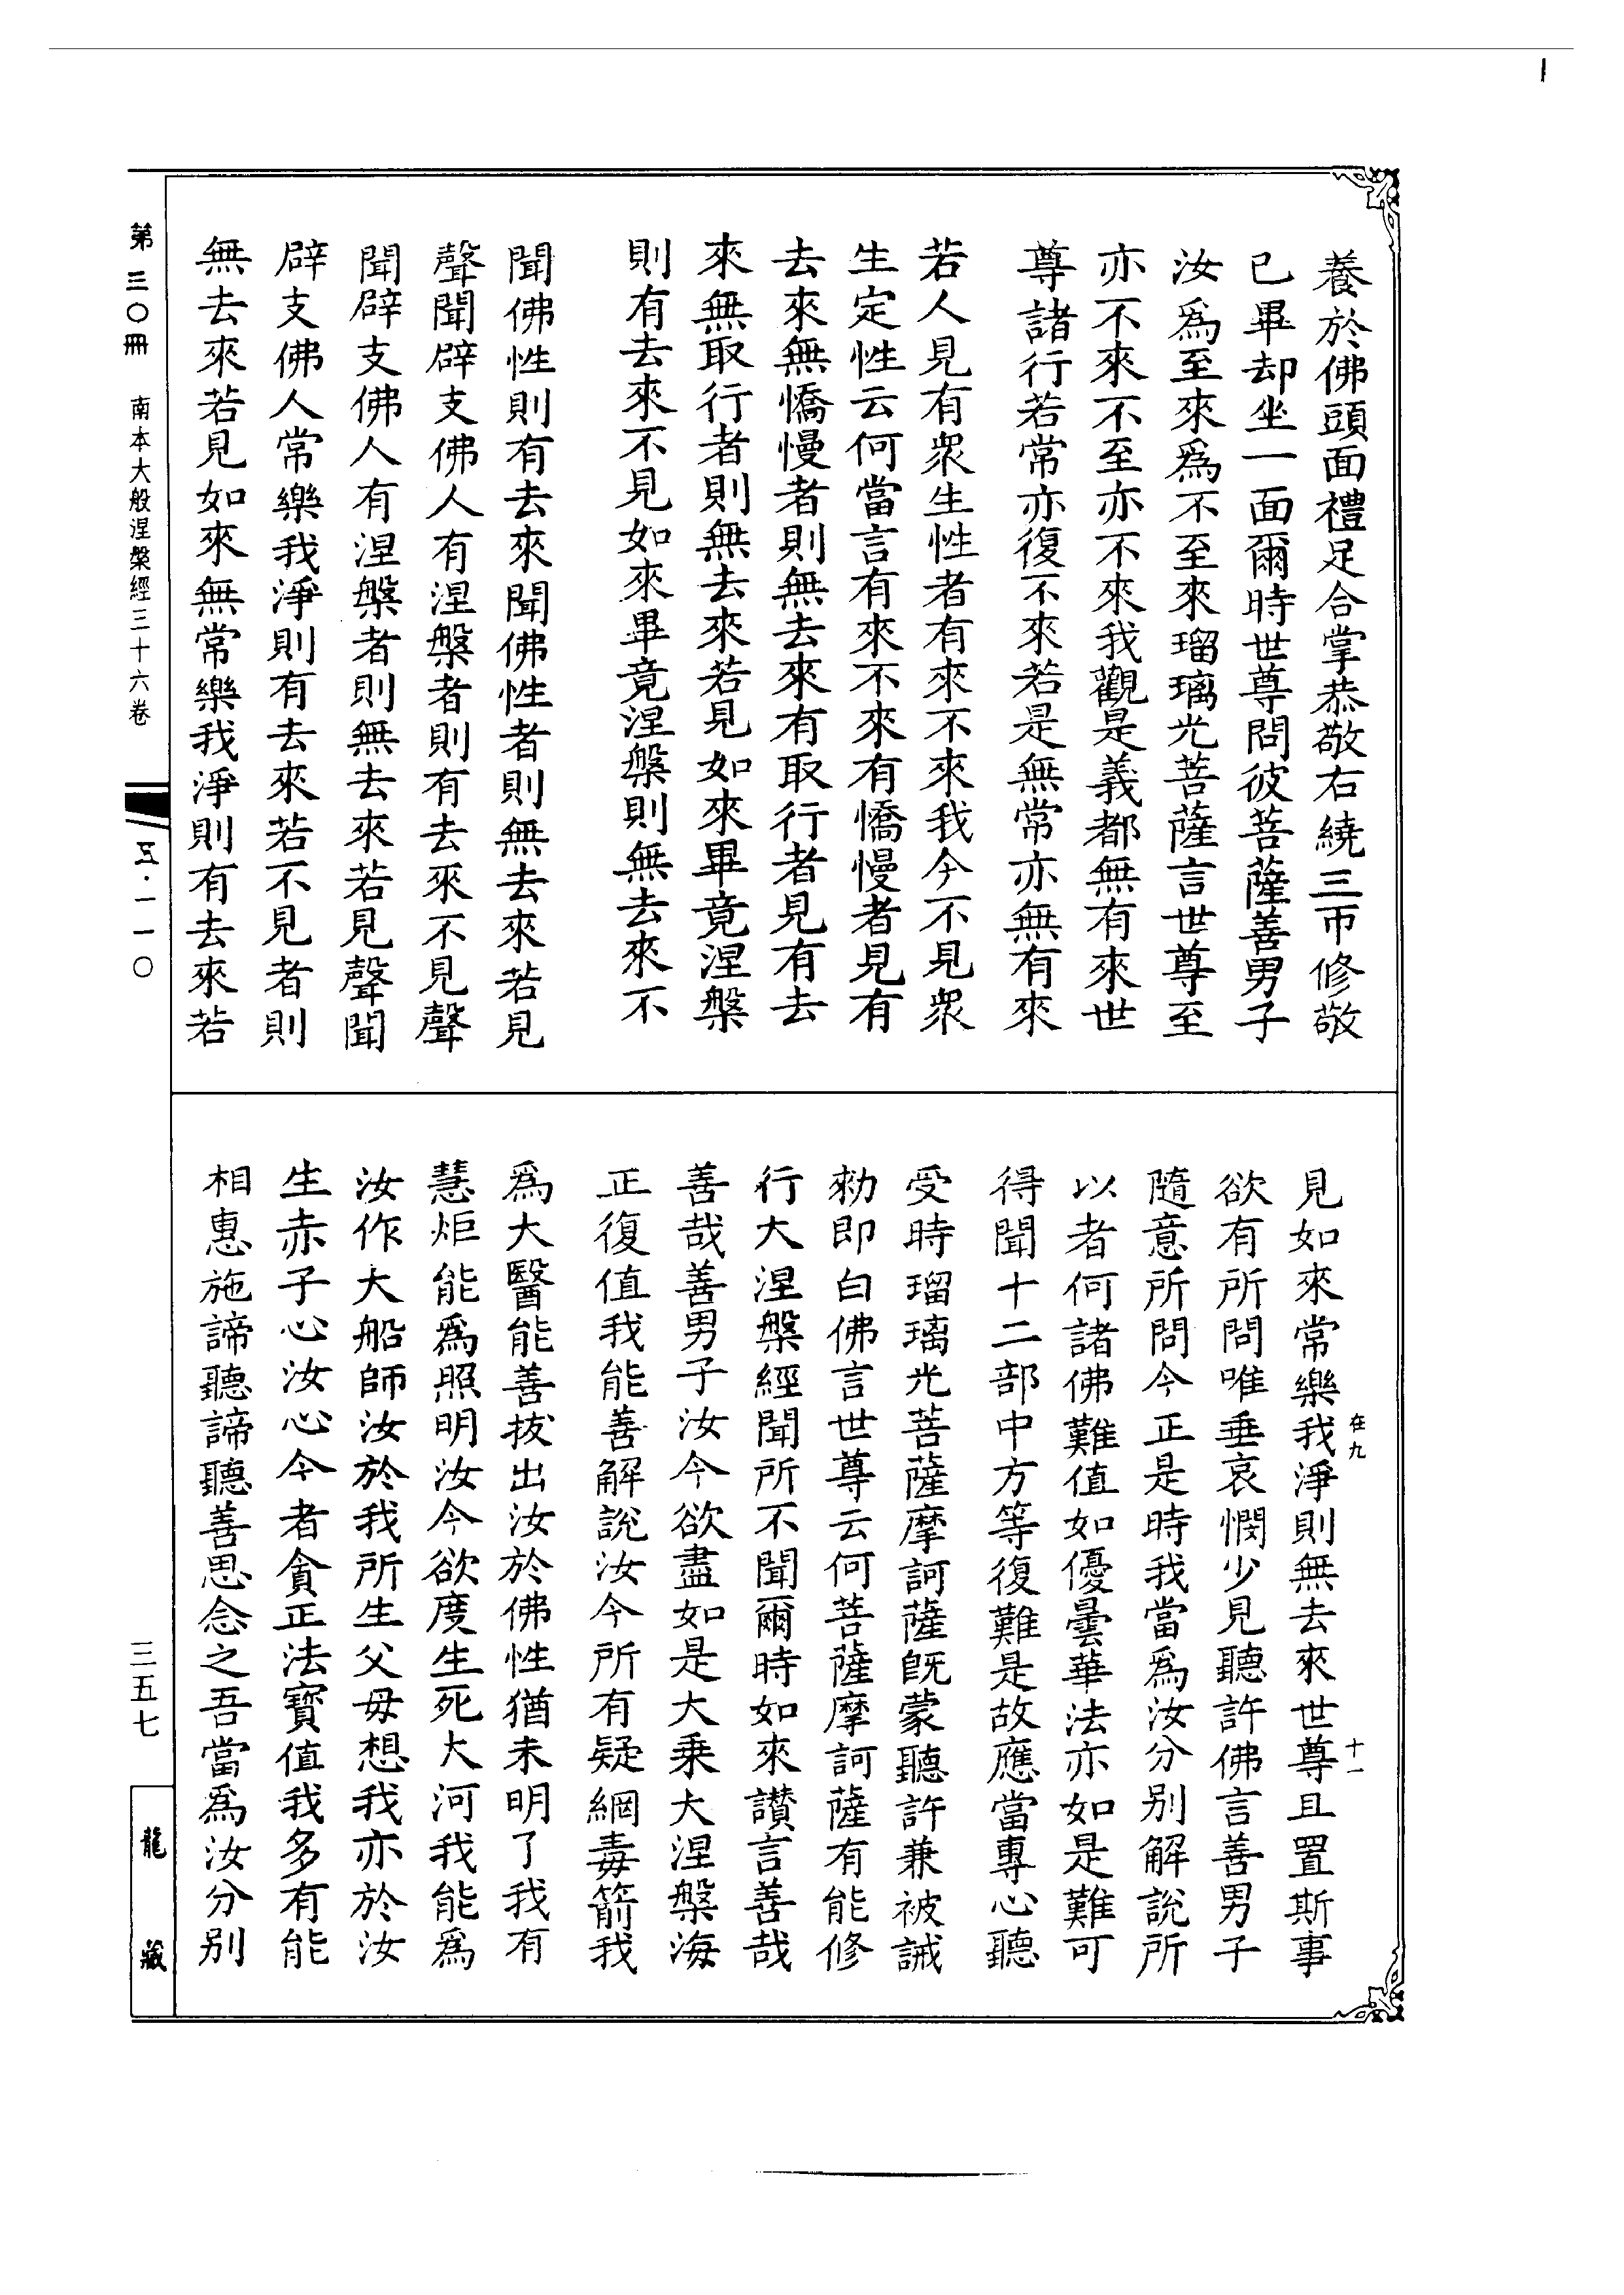 1
養於佛頭面禮足合掌恭敬右繞三帀修敬
已畢却坐一面爾時世尊問彼菩薩善男子
汝爲至來爲不至來瑠璃光菩薩言世尊至
亦不來不至亦不來我觀是義都無有來世
尊諸行若常亦復不來若是無常亦無有來
若人見有衆生性者有來不來我今不見衆
生定性云何當言有來不來有憍慢者見有
去來無憍慢者則無去來有取行者見有去
來無取行者則無去來若見如來畢竟涅槃
則有去來不見如來畢竟涅槃則無去來不
聞佛性則有去來聞佛性者則無去來若見
聲聞辟支佛人有涅槃者則有去來不見聲
聞辟支佛人有涅槃者則無去來若見聲聞
辟支佛人常樂我淨則有去來若不見者則
無去來若見如來無常樂我淨則有去來若
見如來常樂我淨則無去來世尊且置斯事
欲有所問唯垂哀愍少見聽許佛言善男子
隨意所問今正是時我當爲汝分別解說所
以者何諸佛難值如優曇華法亦如是難可
得聞十二部中方等復難是故應當專心聽
受時瑠璃光菩薩摩訶薩旣蒙聽許兼被誡
勑即白佛言世尊云何菩薩摩訶薩有能修
行大涅槃經聞所不聞爾時如來讚言善哉
善哉善男子汝今欲盡如是大乘大涅槃海
正復值我能善解說汝今所有疑網毒箭我
爲大醫能善拔出汝於佛性猶未明了我有
慧炬能爲照明汝今欲度生死大河我能爲
汝作大船師汝於我所生父母想我亦於汝
生赤子心汝心今者貪正法寶值我多有能
相惠施諦聽諦聽善思念之吾當爲汝分別
在九
十一
第三〇冊 南本大般涅槃經三十六卷
五·一一〇
三五七
龍藏